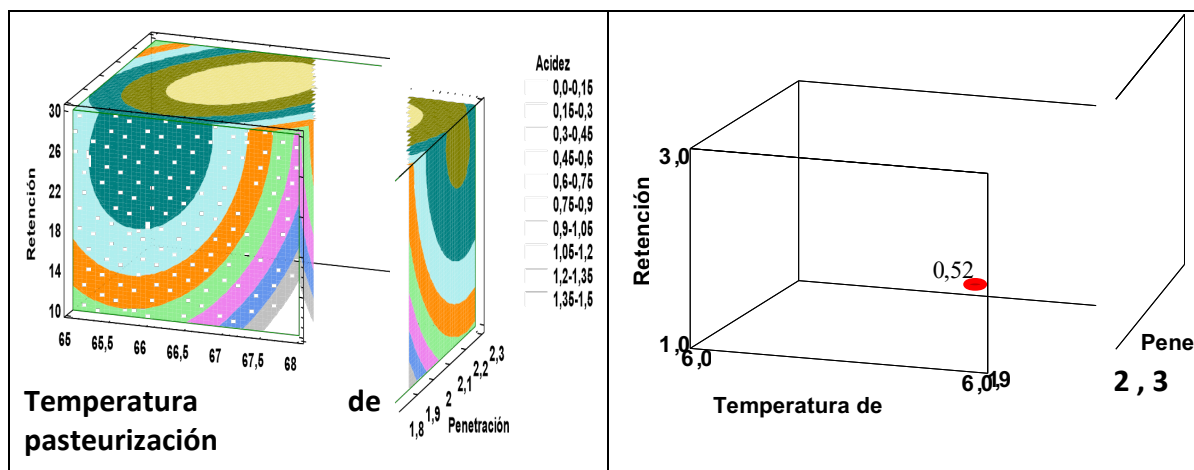 Acidez
0,0-0,15
0,15-0,3
0,3-0,45
0,45-0,6
0,6-0,75
0,75-0,9
0,9-1,05
1,05-1,2
1,2-1,35
1,35-1,5
Retención
30
26
22
18
14
10
65 65,5 66 66,5 67 67,5 68
1,8 1,9 2 2,1 2,2 2,3
Penetración
Temperatura de
pasteurización
Retención
3,0
0,52
1,0
6,0
6,0
19
Pene
2,3
Temperatura de